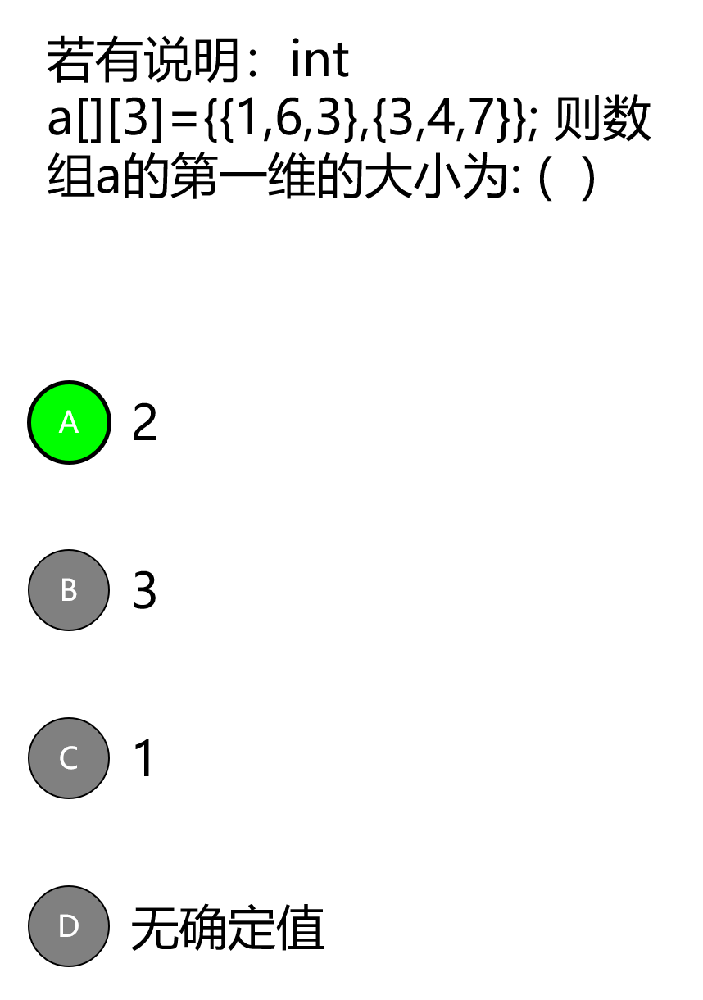 若有说明：int
a[][3]={{1,6,3},{3,4,7}}; 则数
组a的第一维的大小为: (  )
A 2
B 3
C 1
D 无确定值